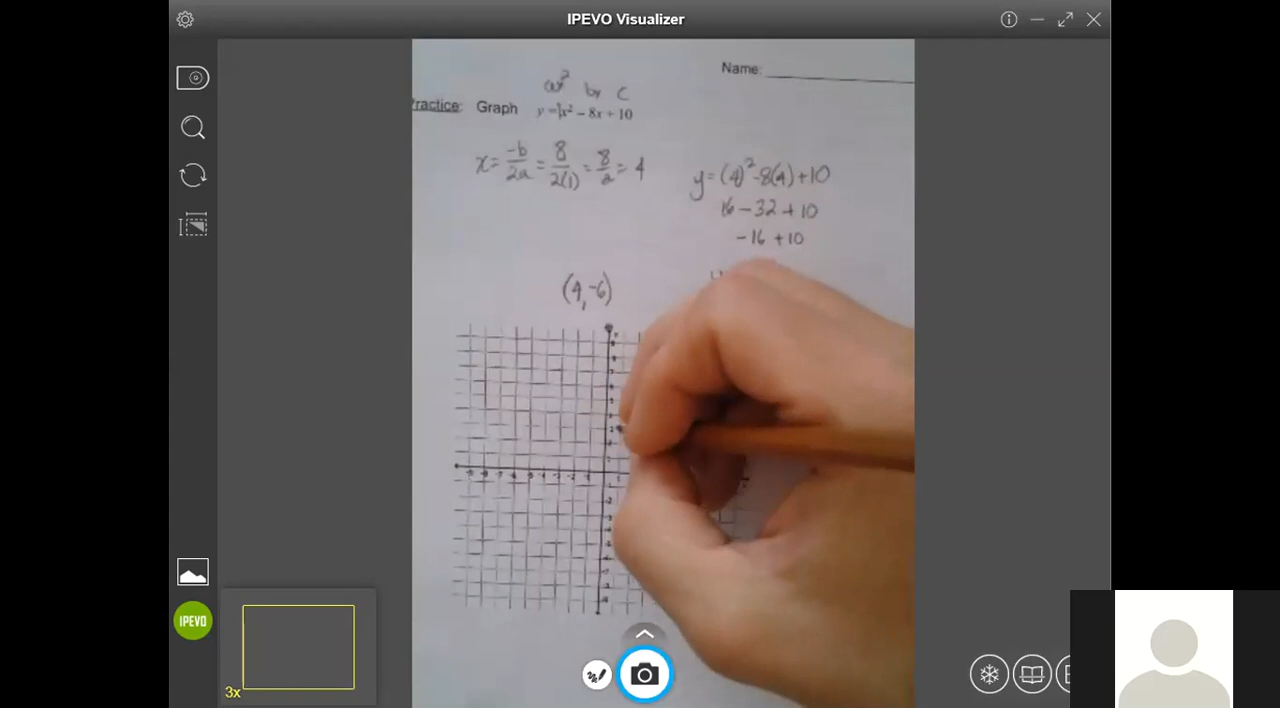 IPEVO Visualizer
Name:
ax² bx c
Practice: Graph y = 1x² – 8x + 10
x = -b/2a = 8/2(1) = 8/2 = 4
y = (4)² -8(4) +10
16 – 32 + 10
-16 +10
(4, -6)
IPEVO
3x